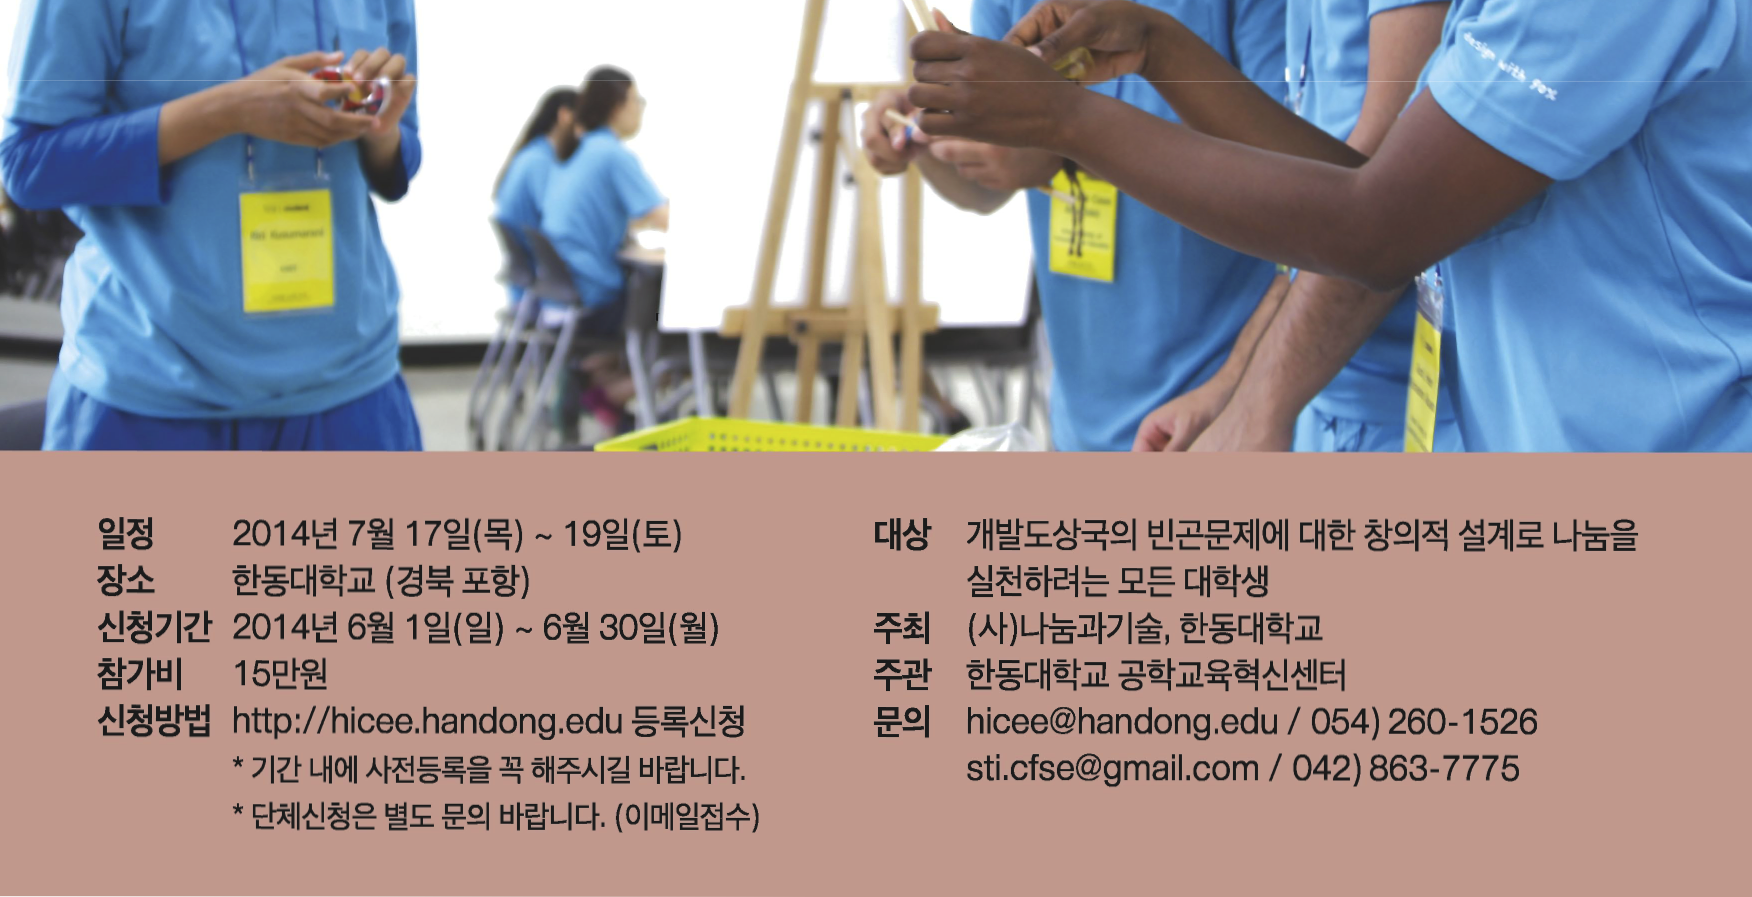 design with 90%
일정 2014년 7월 17일(목) ~ 19일(토)
장소 한동대학교 (경북 포항)
신청기간 2014년 6월 1일(일) ~ 6월 30일(월)
참가비 15만원
신청방법 http://hicee.handong.edu 등록신청
* 기간 내에 사전등록을 꼭 해주시길 바랍니다.
* 단체신청은 별도 문의 바랍니다. (이메일접수)
대상 개발도상국의 빈곤문제에 대한 창의적 설계로 나눔을
실천하려는 모든 대학생
주최 (사)나눔과기술, 한동대학교
주관 한동대학교 공학교육혁신센터
문의 hicee@handong.edu / 054) 260-1526
sti.cfse@gmail.com / 042) 863-7775